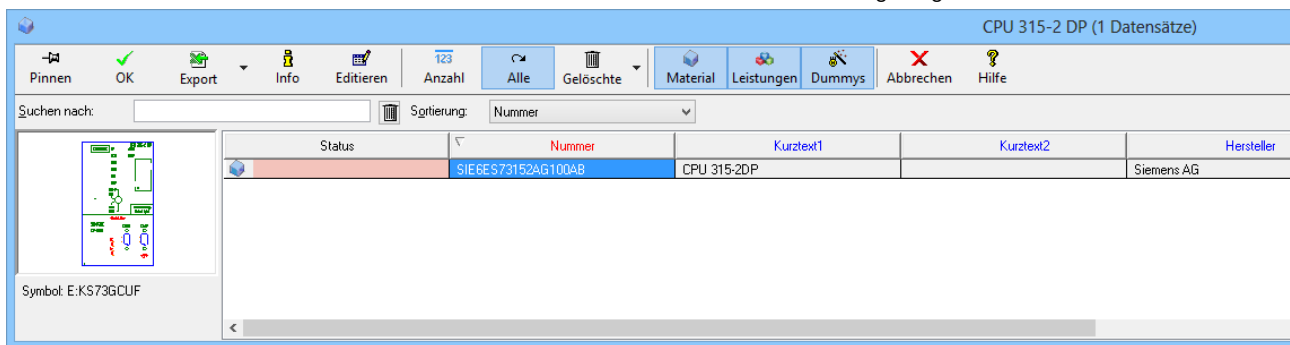 CPU 315-2 DP (1 Datensätze)
Pinnen OK Export Info Editieren 123 Anzahl Alle Gelöschte Material Leistungen Dummys Abbrechen Hilfe
Suchen nach: Sortierung: Nummer
Status Nummer Kurztext1 Kurztext2 Hersteller
SIE6ES73152AG100AB CPU 315-2DP Siemens AG
Symbol: E:KS73GCUF